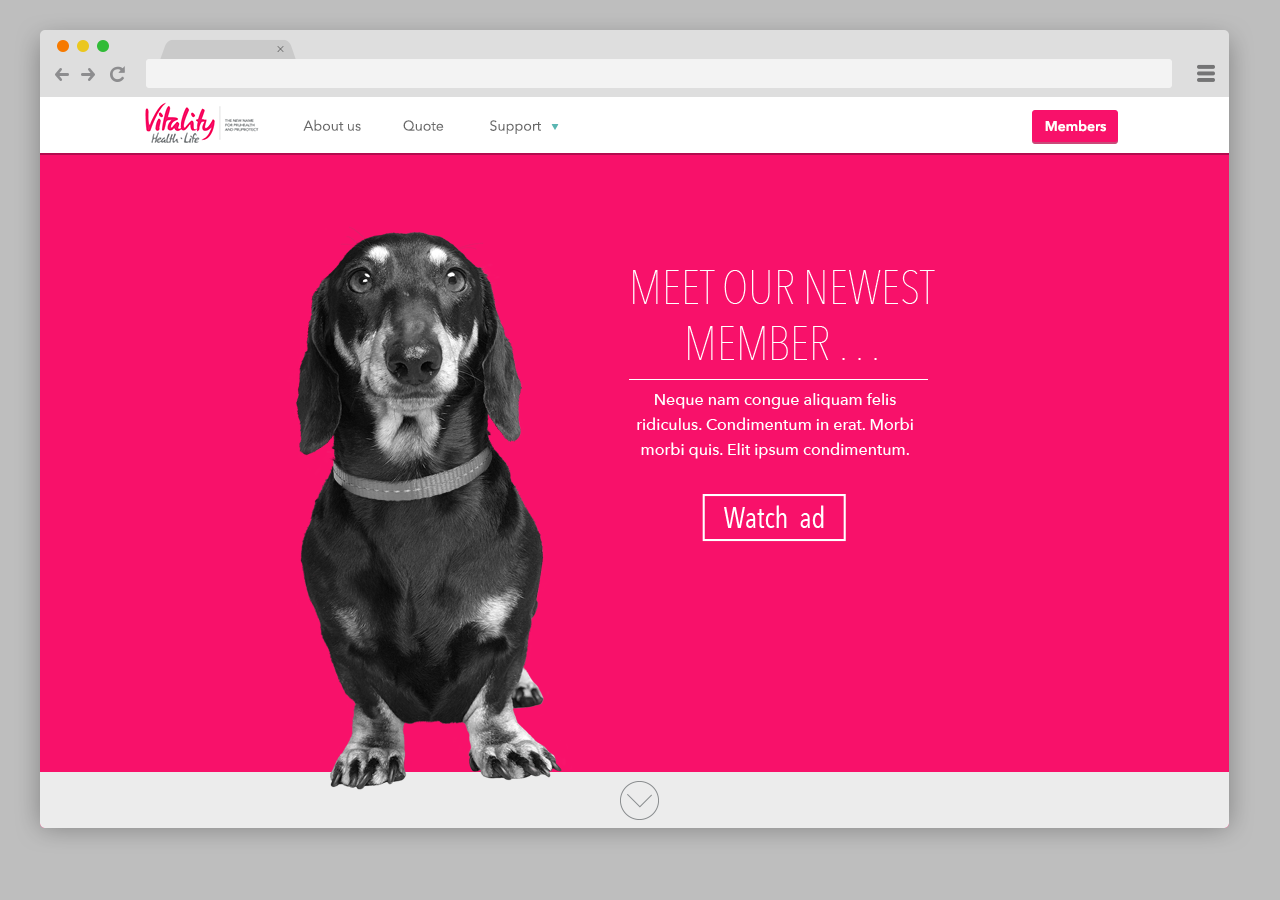 Vitality
Health · Life
THE NEW NAME
FOR PRUHEALTH
AND PRUPROTECT
About us
Quote
Support
Members
MEET OUR NEWEST
MEMBER . . .
Neque nam congue aliquam felis
ridiculus. Condimentum in erat. Morbi
morbi quis. Elit ipsum condimentum.
Watch ad